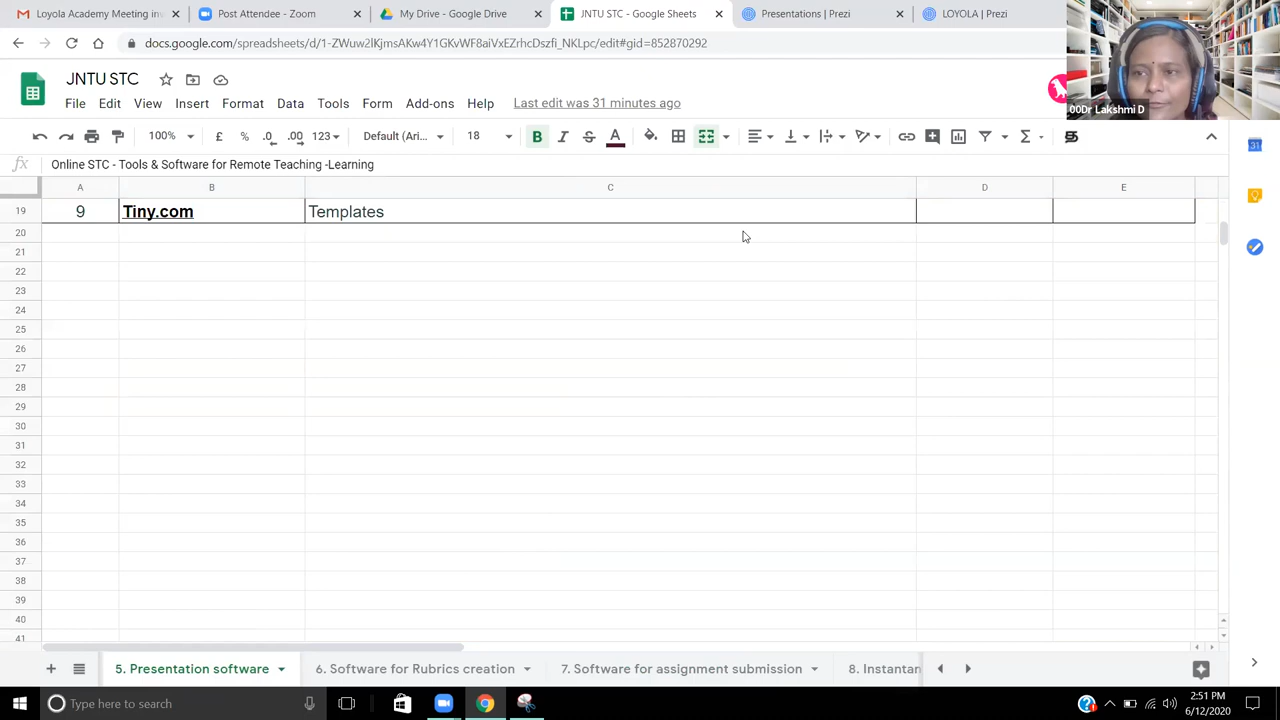 Loyola Academy Meeting inv
Post Attendee - Zoom
My Drive - Google Drive
JNTU STC - Google Sheets
Presentations | Prezi
LOYOLA | Prezi
docs.google.com/spreadsheets/d/1-ZWuw2lKjmsAKw4Y1GKvWF8aiVxEZrhcDszfi_NKLpc/edit#gid=852870292
JNTU STC
File Edit View Insert Format Data Tools Form Add-ons Help Last edit was 31 minutes ago
00Dr Lakshmi D
100% £ % .0 .00 123 Default (Ari... 18 B I S A
fx Online STC - Tools & Software for Remote Teaching -Learning
A B C D E
19 9 Tiny.com Templates
20
21
22
23
24
25
26
27
28
29
30
31
32
33
34
35
36
37
38
39
40
41
5. Presentation software 6. Software for Rubrics creation 7. Software for assignment submission 8. Instantan
Type here to search
2:51 PM
6/12/2020